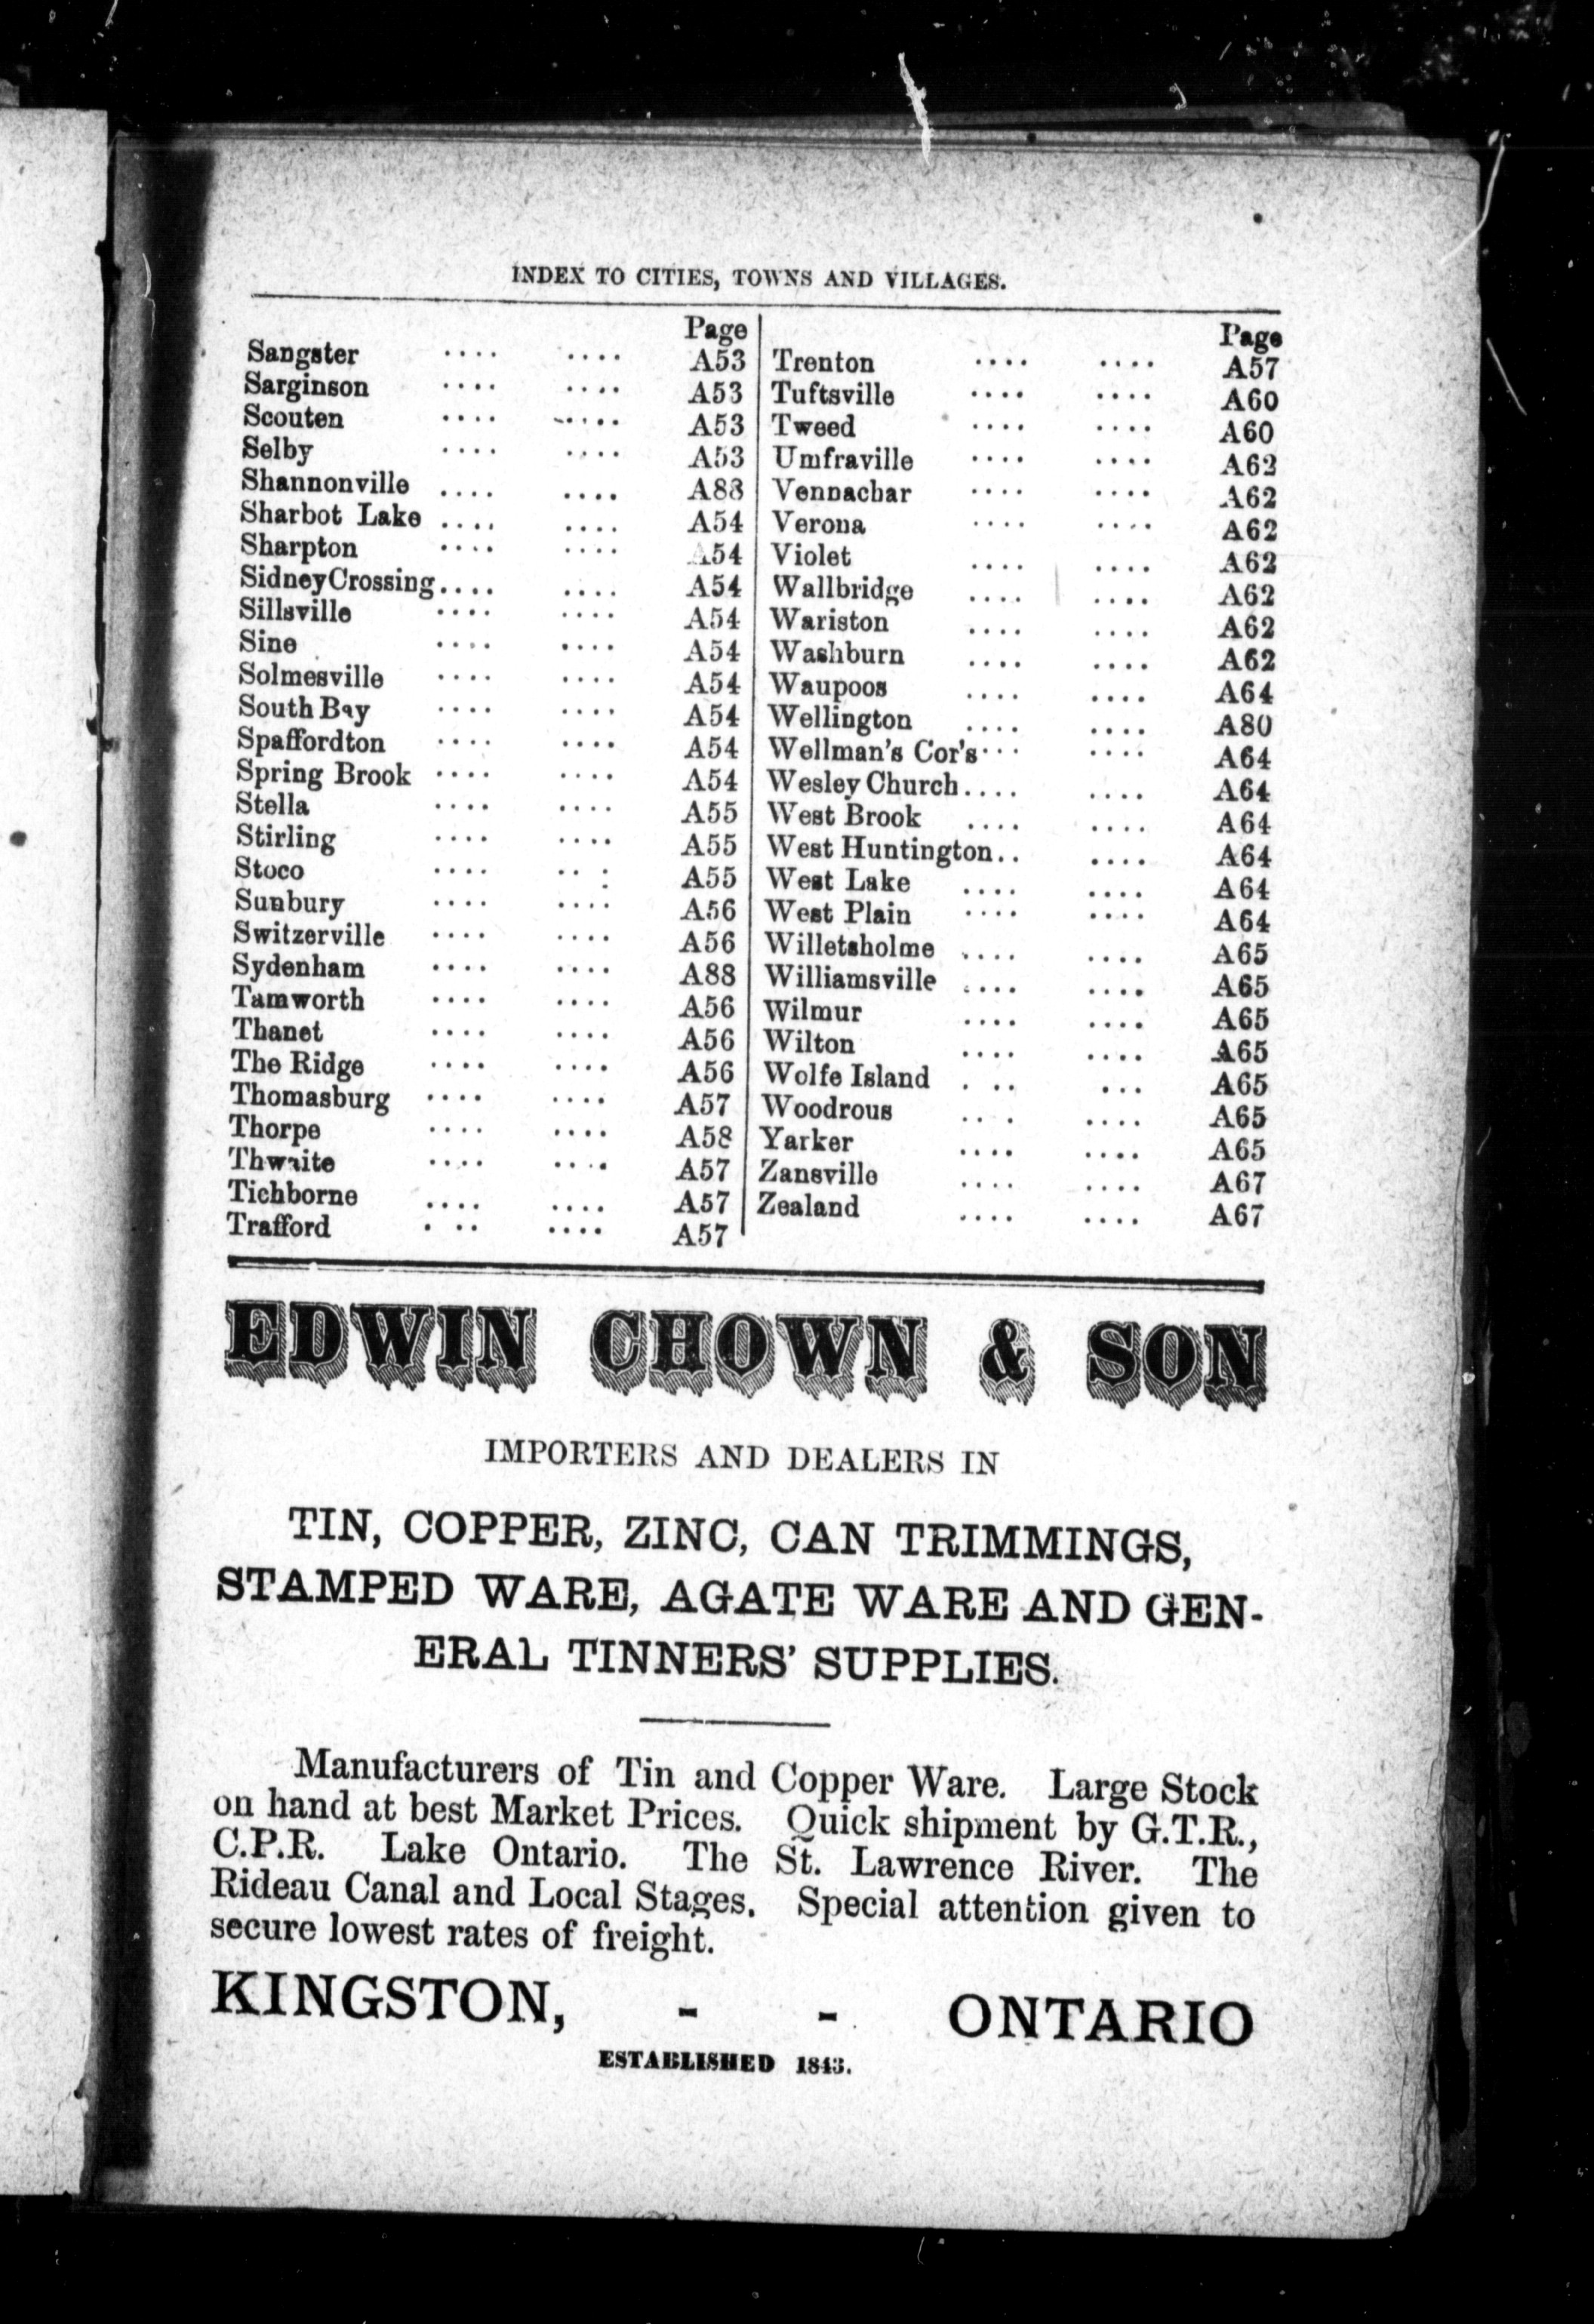 INDEX TO CITIES, TOWNS AND VILLAGES.
Page
Sangster .... .... A53
Sarginson .... .... A53
Scouten .... .... A53
Selby .... .... A53
Shannonville .... .... A88
Sharbot Lake .... .... A54
Sharpton .... .... A54
SidneyCrossing.... .... A54
Sillsville .... .... A54
Sine .... .... A54
Solmesville .... .... A54
South Bay .... .... A54
Spaffordton .... .... A54
Spring Brook .... .... A54
Stella .... .... A55
Stirling .... .... A55
Stoco .... .. : A55
Sunbury .... .... A56
Switzerville .... .... A56
Sydenham .... .... A88
Tamworth .... .... A56
Thanet .... .... A56
The Ridge .... .... A56
Thomasburg .... .... A57
Thorpe .... .... A58
Thwaite .... .... A57
Tichborne .... .... A57
Trafford . .. .... A57
Page
Trenton .... .... A57
Tuftsville .... .... A60
Tweed .... .... A60
Umfraville .... .... A62
Vennachar .... .... A62
Verona .... .... A62
Violet .... .... A62
Wallbridge .... .... A62
Wariston .... .... A62
Washburn .... .... A62
Waupoos .... .... A64
Wellington .... .... A80
Wellman's Cor's... .... A64
Wesley Church.... .... A64
West Brook .... .... A64
West Huntington.. .... A64
West Lake .... .... A64
West Plain .... .... A64
Willetsholme .... .... A65
Williamsville .... .... A65
Wilmur .... .... A65
Wilton .... .... A65
Wolfe Island . .. ... A65
Woodrous .... .... A65
Yarker .... .... A65
Zansville .... .... A67
Zealand .... .... A67
EDWIN CHOWN & SON
IMPORTERS AND DEALERS IN
TIN, COPPER, ZINC, CAN TRIMMINGS,
STAMPED WARE, AGATE WARE AND GEN-
ERAL TINNERS' SUPPLIES.
Manufacturers of Tin and Copper Ware. Large Stock
on hand at best Market Prices. Quick shipment by G.T.R.,
C.P.R. Lake Ontario. The St. Lawrence River. The
Rideau Canal and Local Stages. Special attention given to
secure lowest rates of freight.
KINGSTON, - - ONTARIO
ESTABLISHED 1843.